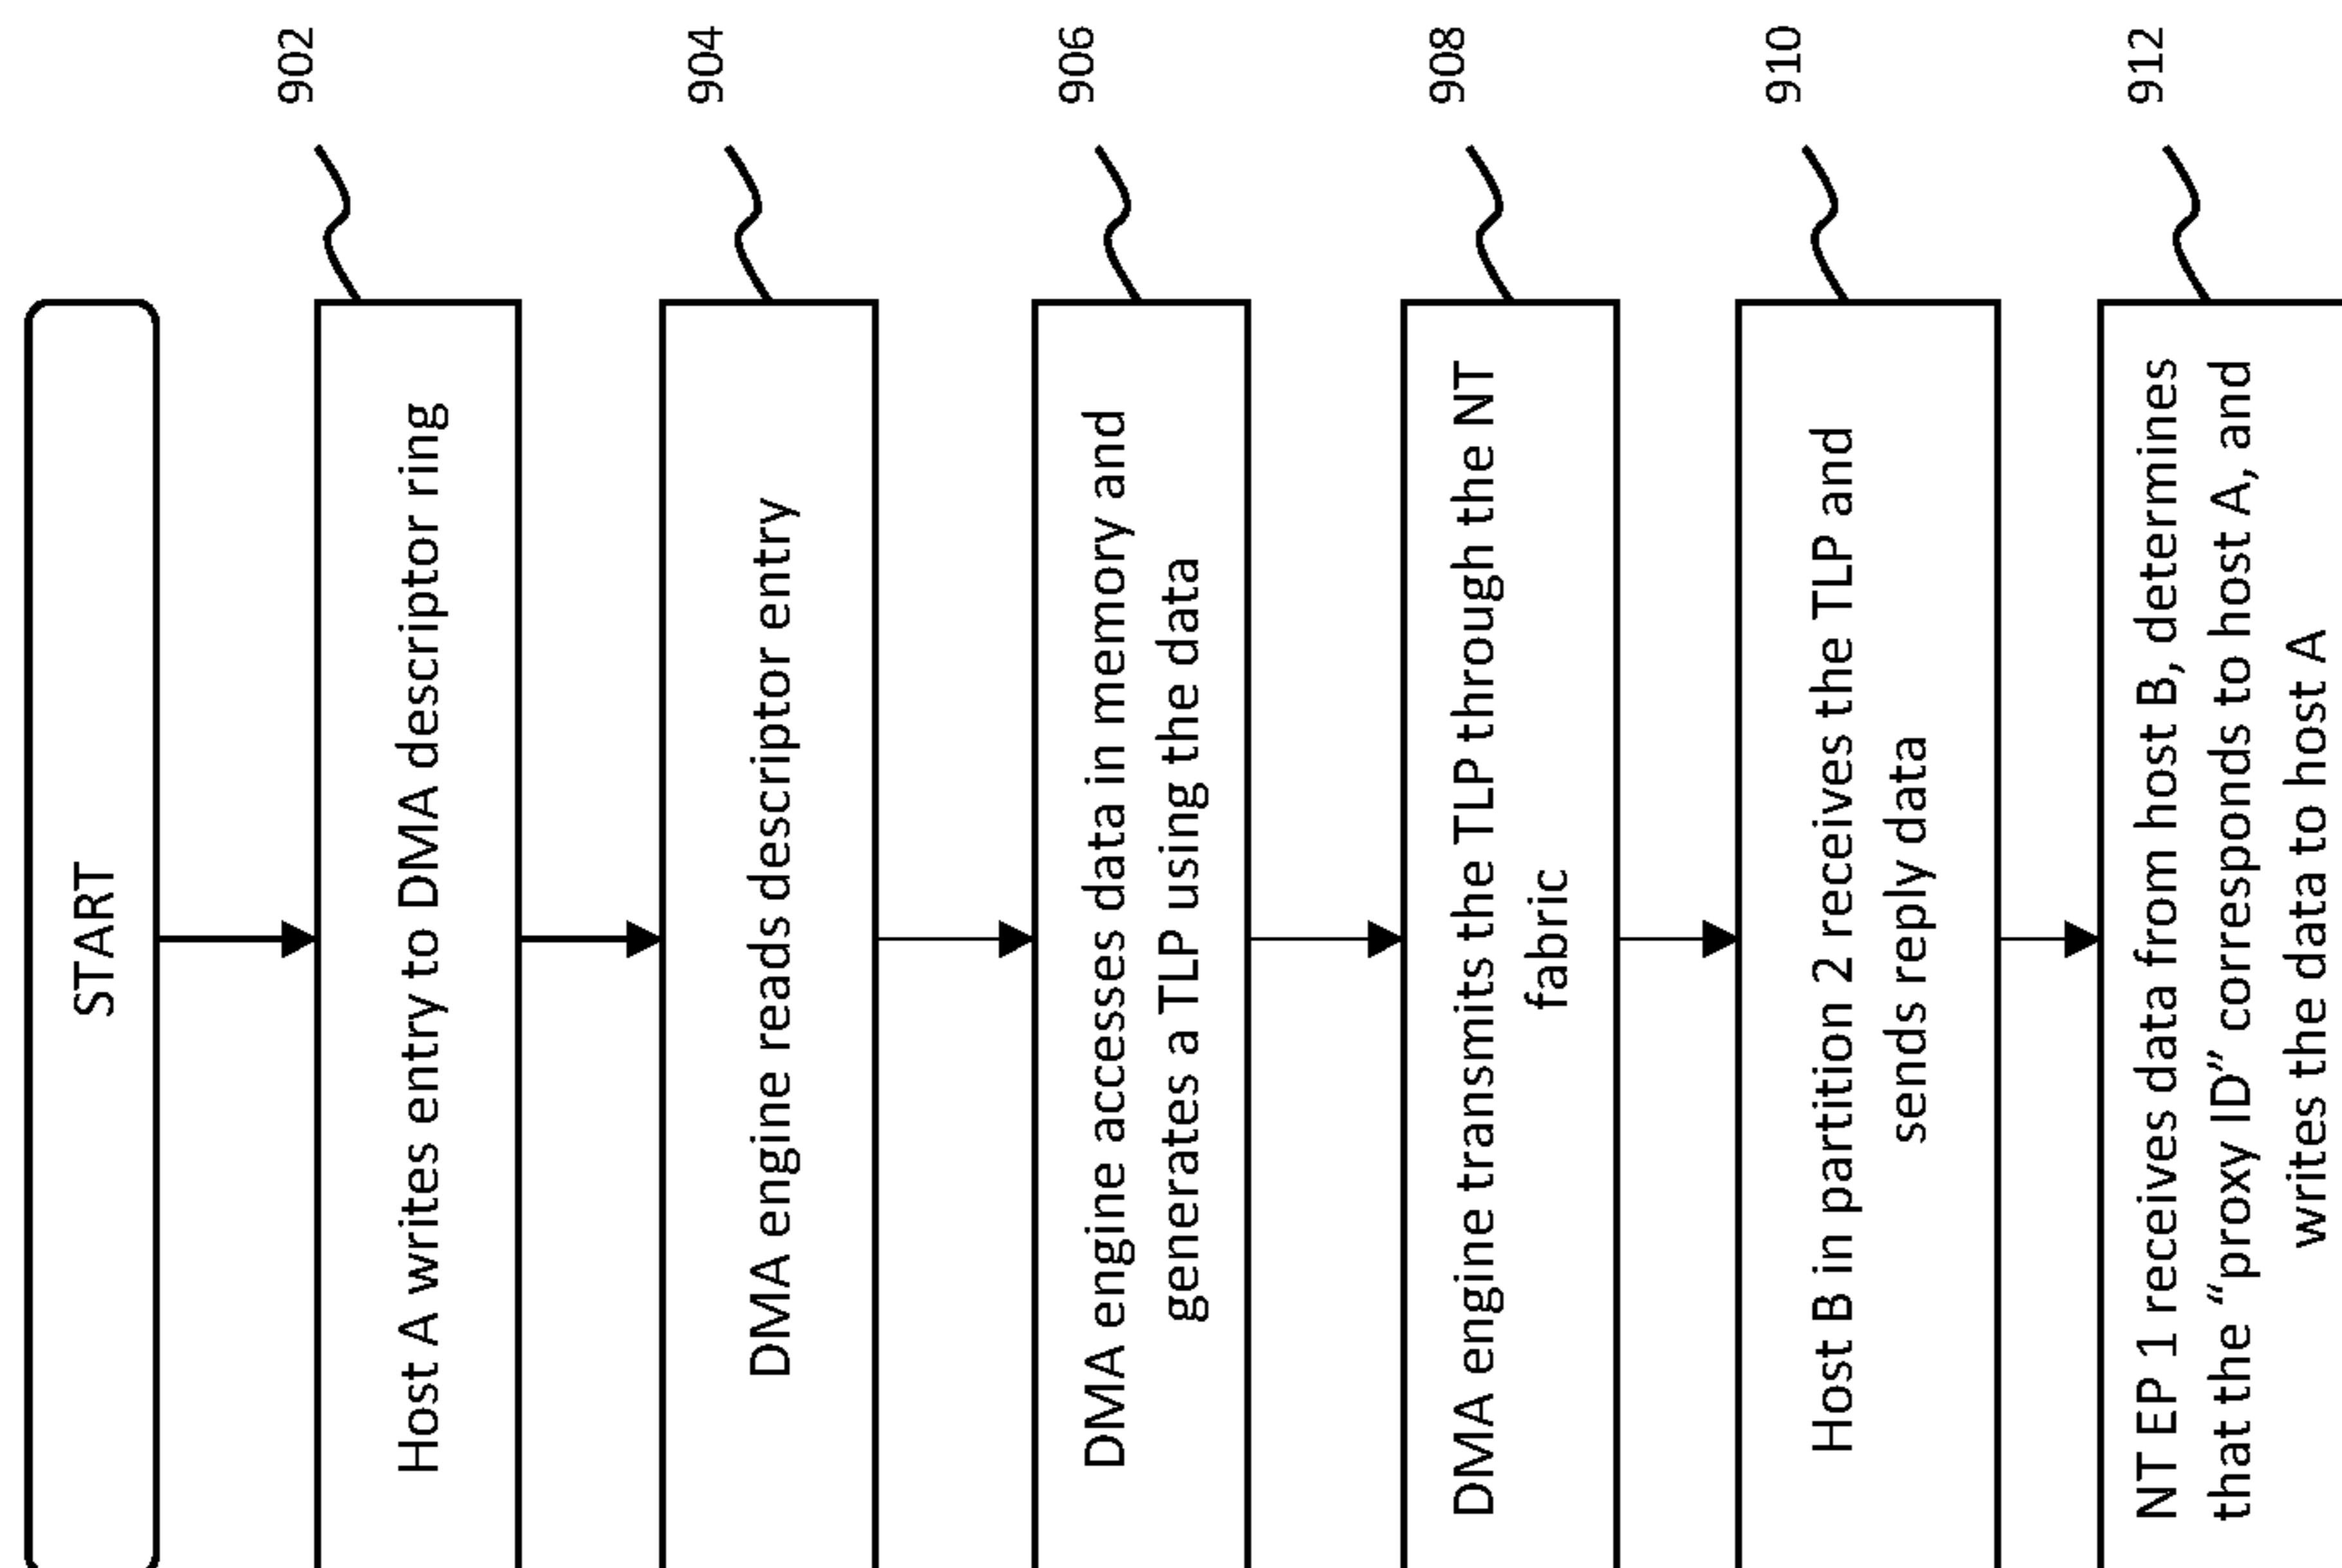 START
902
Host A writes entry to DMA descriptor ring
904
DMA engine reads descriptor entry
906
DMA engine accesses data in memory and
generates a TLP using the data
908
DMA engine transmits the TLP through the NT
fabric
910
Host B in partition 2 receives the TLP and
sends reply data
912
NT EP 1 receives data from host B, determines
that the “proxy ID” corresponds to host A, and
writes the data to host A